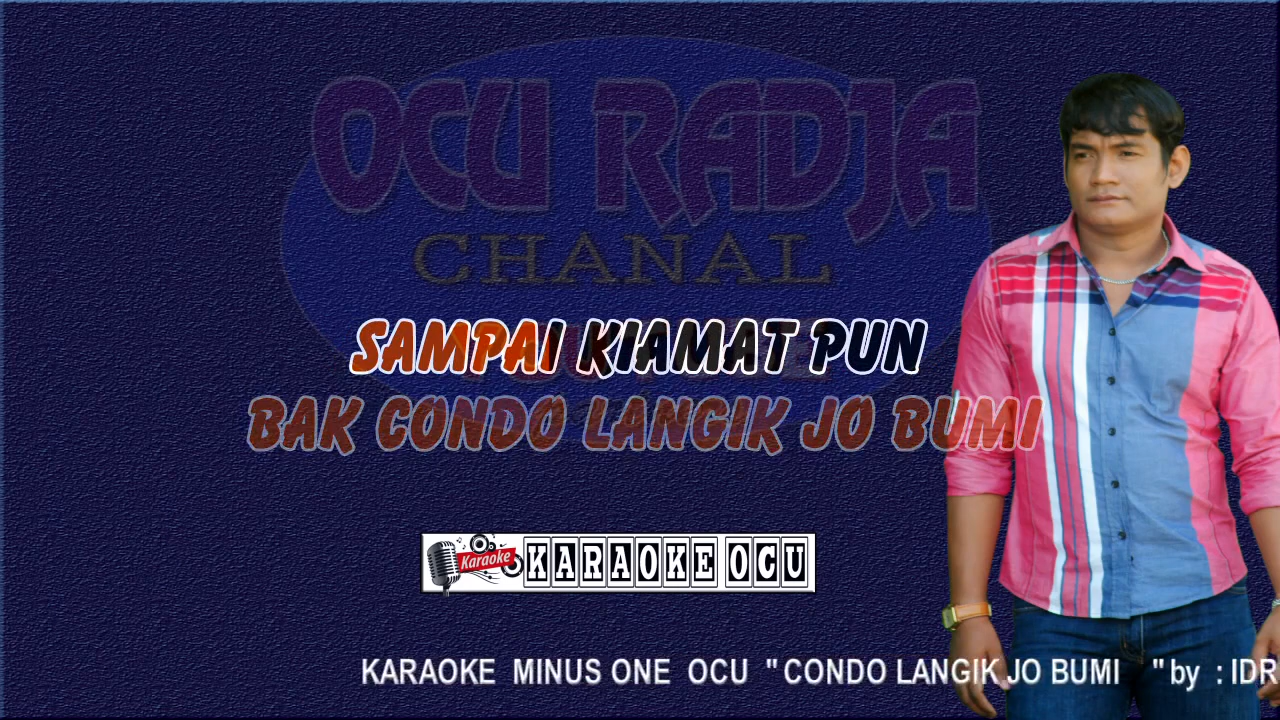 OCU RADJA
CHANAL
SAMPAI KIAMAT PUN
BAK CONDO LANGIK JO BUMI
Karaoke
KARAOKE OCU
KARAOKE MINUS ONE OCU " CONDO LANGIK JO BUMI " by : IDR